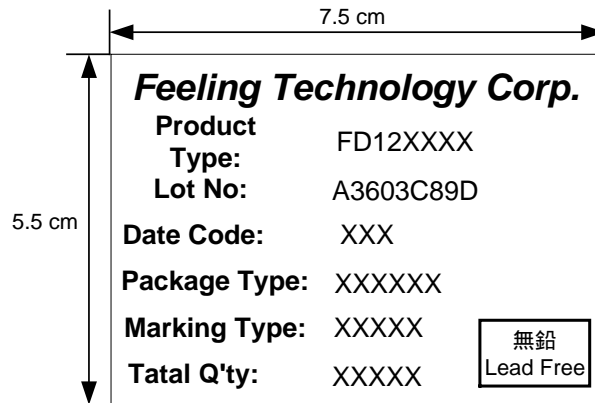 7.5 cm
Feeling Technology Corp.
Product
Type:
FD12XXXX
Lot No: A3603C89D
5.5 cm
Date Code: XXX
Package Type: XXXXXX
Marking Type: XXXXX
無鉛
Lead Free
Tatal Q'ty: XXXXX